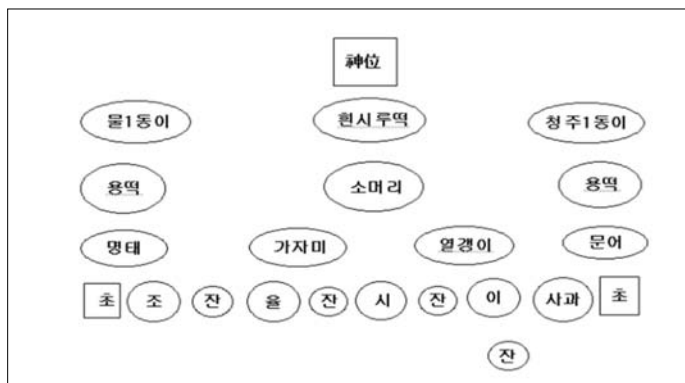 神位
물1동이 흰시루떡 청주1동이
용떡 소머리 용떡
명태 가자미 열갱이 문어
초 조 잔 율 잔 시 잔 이 사과 초
잔